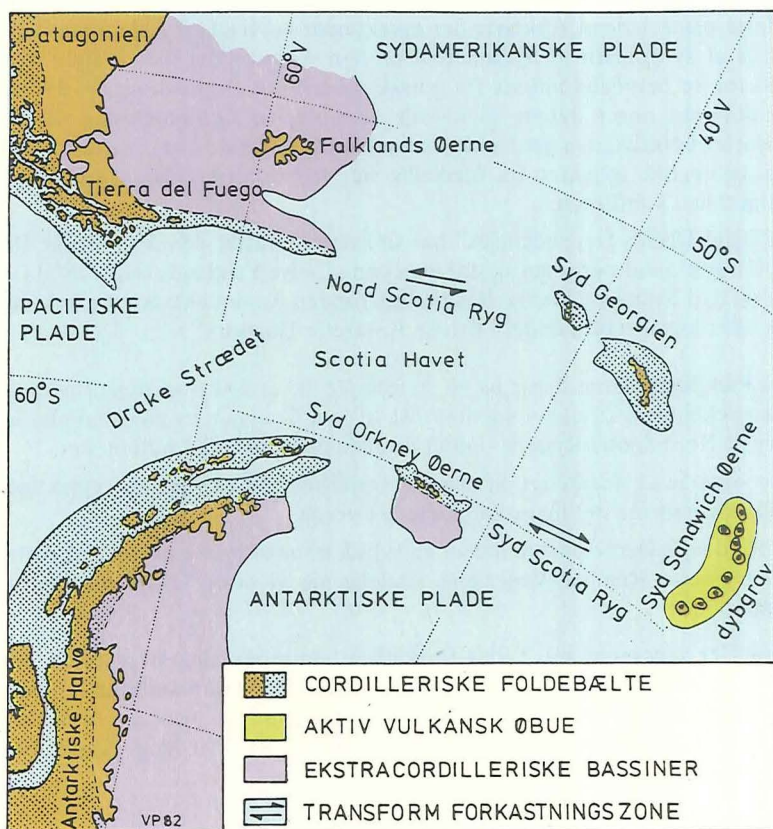 Patagonien
60°V
SYDAMERIKANSKE PLADE
40°V
Falklands Øerne
Tierra del Fuego
50°S
PACIFISKE
PLADE
Nord Scotia Ryg
Syd Georgien
Drake Strædet
Scotia Havet
60°S
Syd Orkney Øerne
Syd Sandwich Øerne
dybgrav
Syd Scotia Ryg
ANTARKTISKE PLADE
Antarktiske Halvø
VP82
CORDILLERISKE FOLDEBÆLTE
AKTIV VULKANSK ØBUE
EKSTRACORDILLERISKE BASSINER
TRANSFORM FORKASTNINGSZONE